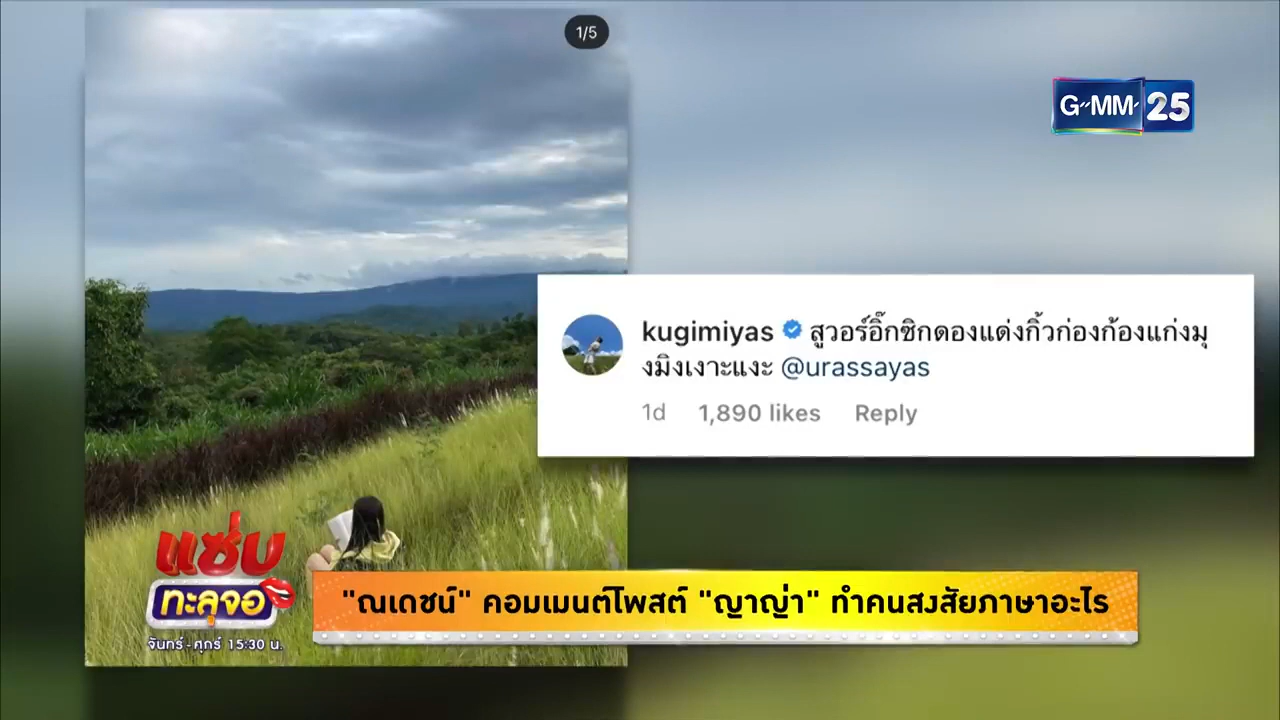 1/5
G-MM 25
kugimiyas สูวอร์อิ๊กซิกดองแด่งกิ้วก่องก้องแก่งมุ
งมิงเงาะแงะ @urassayas
1d 1,890 likes Reply
แซ่บ
ทะลุจอ
จันทร์ - ศุกร์ 15:30 น.
"ณเดชน์" คอมเมนต์โพสต์ "ญาญ่า" ทำคนสงสัยภาษาอะไร